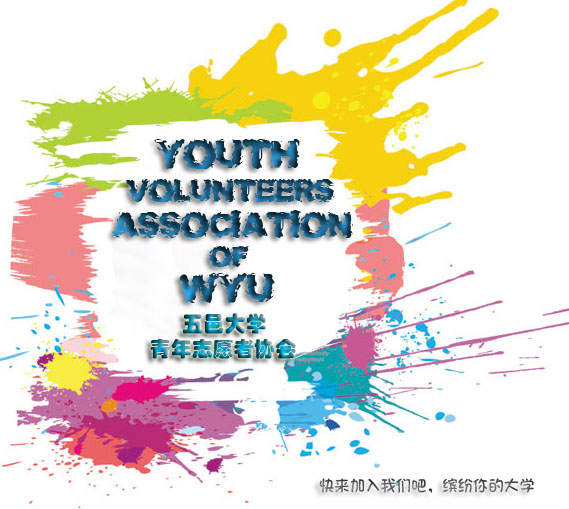 YOUTH
VOLUNTEERS
ASSOCIATION
OF
WYU
五邑大学
青年志愿者协会
快来加入我们吧，缤纷你的大学